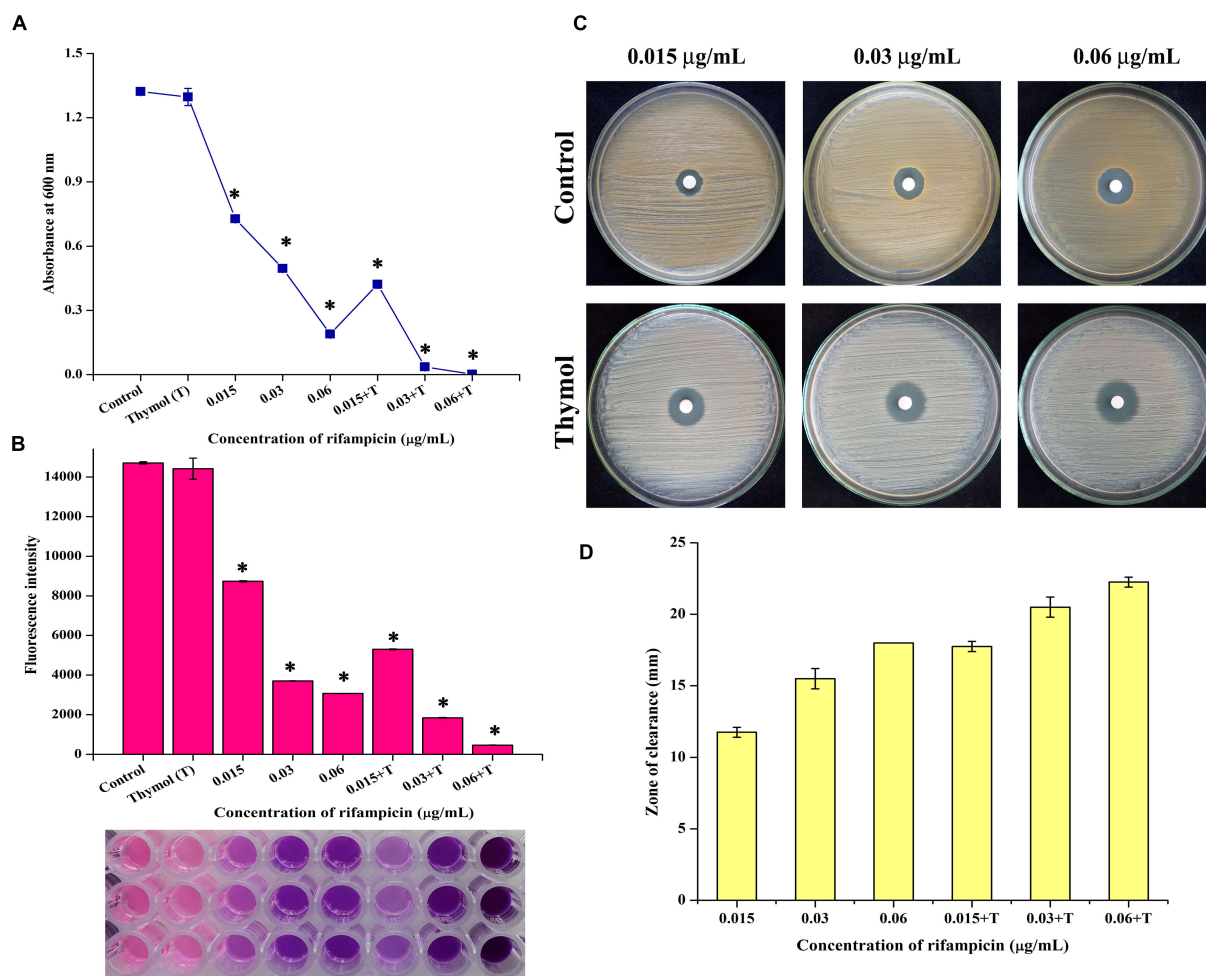 A
1.5
1.2
0.9
0.6
0.3
0.0
Absorbance at 600 nm
*
*
*
*
*
*
Control
Thymol (T)
0.015
0.03
0.06
0.015+T
0.03+T
0.06+T
Concentration of rifampicin (µg/mL)
B
14000
12000
10000
8000
6000
4000
2000
0
Fluorescence intensity
*
*
*
*
*
*
Control
Thymol (T)
0.015
0.03
0.06
0.015+T
0.03+T
0.06+T
Concentration of rifampicin (µg/mL)
C
0.015 µg/mL
0.03 µg/mL
0.06 µg/mL
Control
Thymol
D
25
20
15
10
5
0
Zone of clearance (mm)
0.015
0.03
0.06
0.015+T
0.03+T
0.06+T
Concentration of rifampicin (µg/mL)